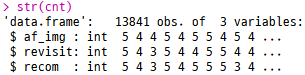 > str(cnt)
'data.frame':   13841 obs. of  3 variables:
 $ af_img : int  5 4 4 5 4 5 5 4 5 4 ...
 $ revisit: int  5 4 3 5 4 4 5 5 4 4 ...
 $ recom  : int  5 4 3 5 4 5 5 5 3 4 ...